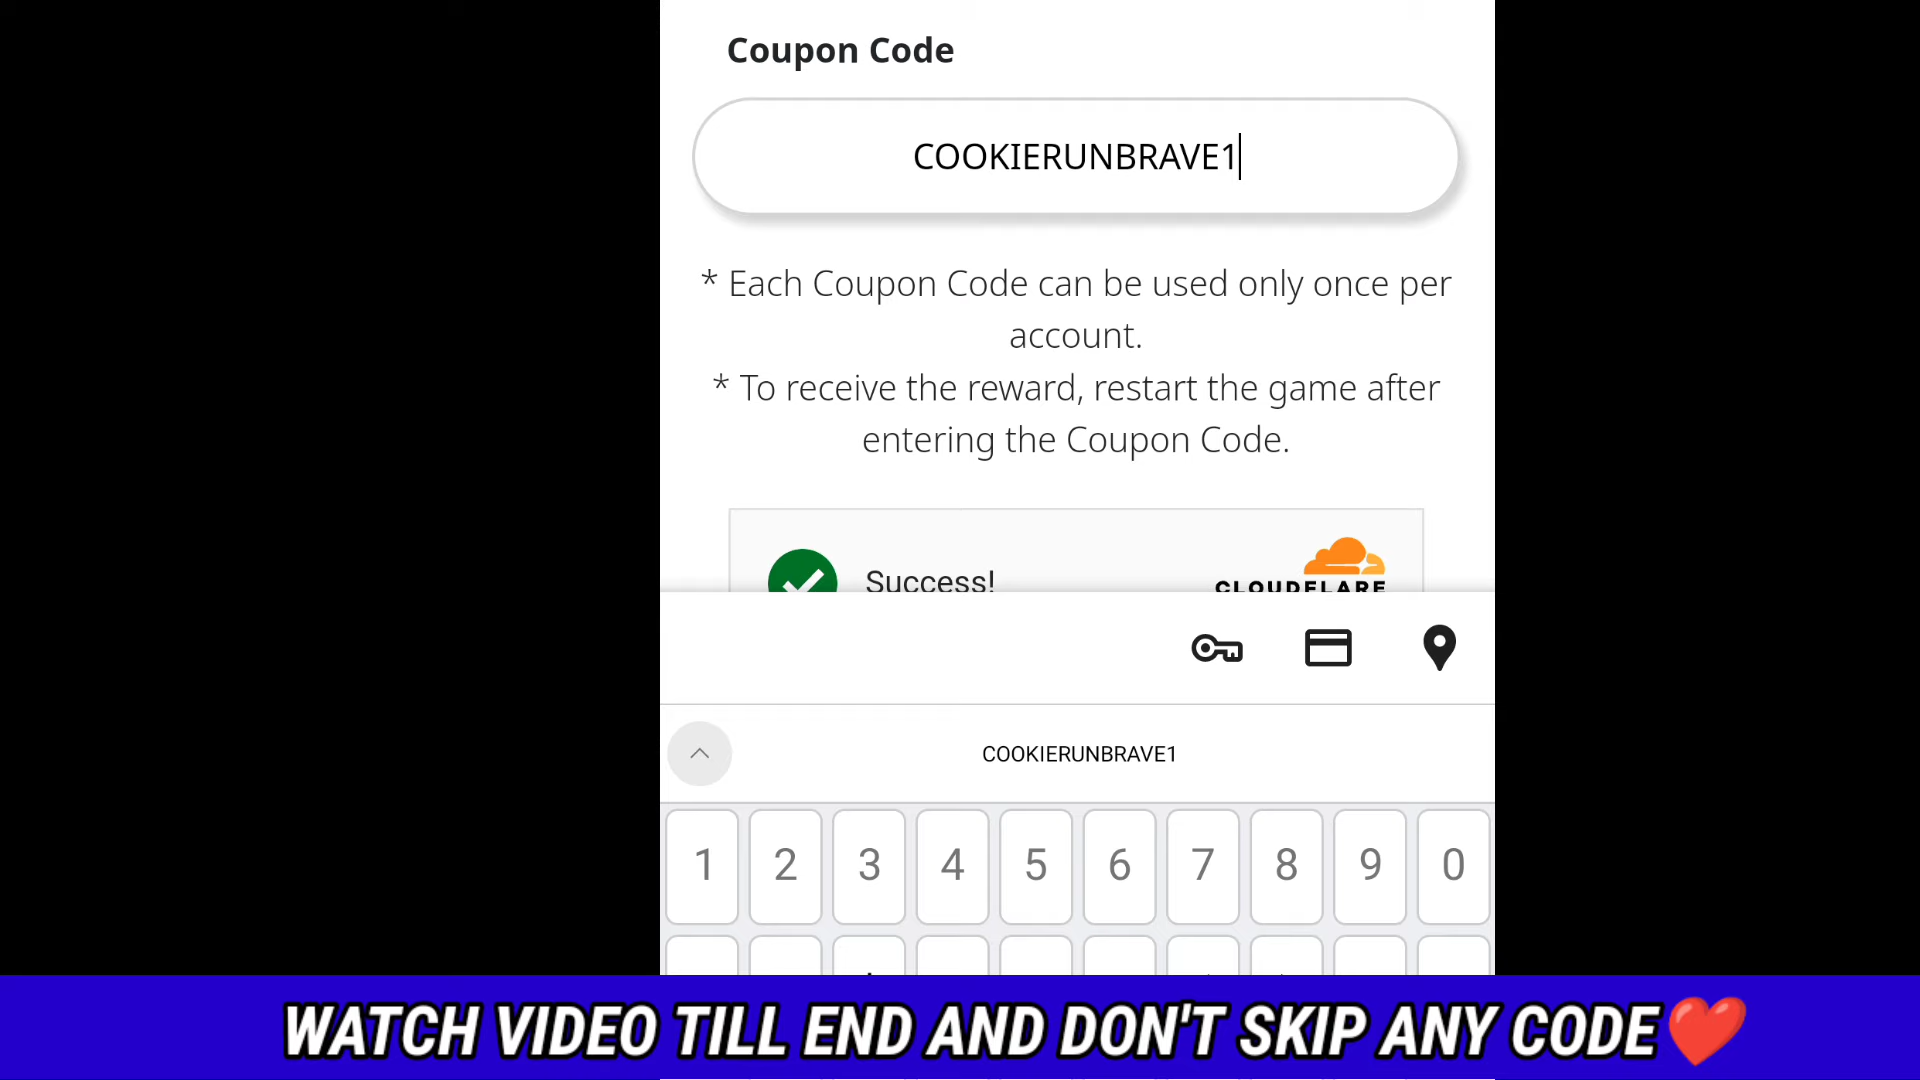 Coupon Code
COOKIERUNBRAVE1
* Each Coupon Code can be used only once per
account.
* To receive the reward, restart the game after
entering the Coupon Code.
Success!
CLOUDFLARE
COOKIERUNBRAVE1
1 2 3 4 5 6 7 8 9 0
WATCH VIDEO TILL END AND DON'T SKIP ANY CODE❤️